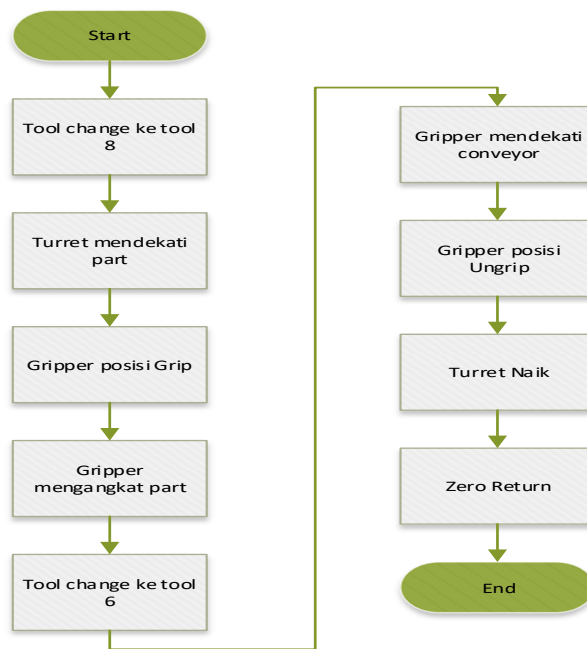 Start
Tool change ke tool
8
Turret mendekati
part
Gripper posisi Grip
Gripper
mengangkat part
Tool change ke tool
6
Gripper mendekati
conveyor
Gripper posisi
Ungrip
Turret Naik
Zero Return
End